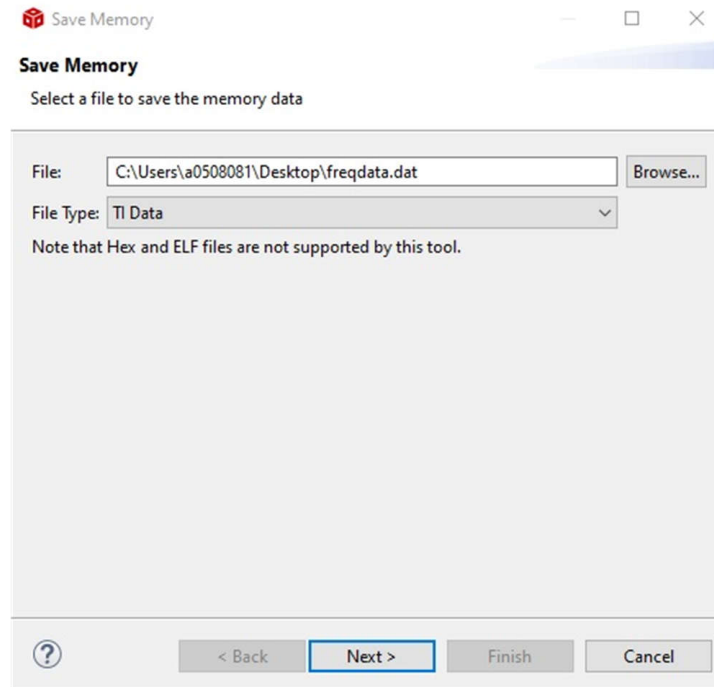 Save Memory
Save Memory
Select a file to save the memory data
File: C:\Users\a0508081\Desktop\freqdata.dat Browse...
File Type: TI Data
Note that Hex and ELF files are not supported by this tool.
? < Back Next > Finish Cancel